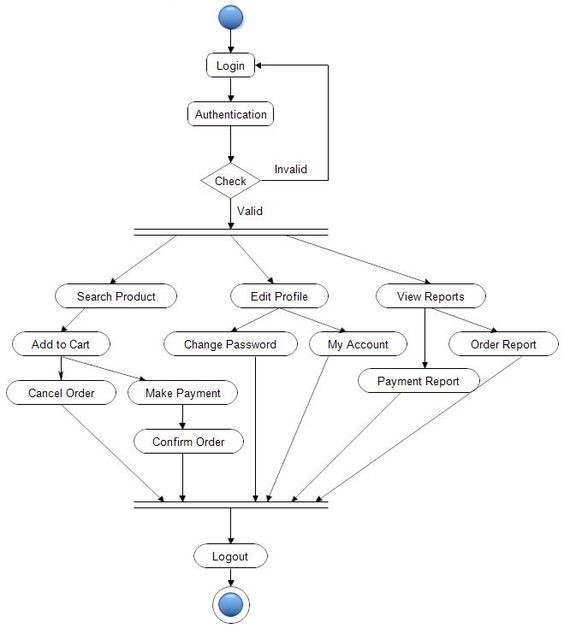 Login
Authentication
Invalid
Check
Valid
Search Product
Edit Profile
View Reports
Add to Cart
Change Password
My Account
Order Report
Payment Report
Cancel Order
Make Payment
Confirm Order
Logout